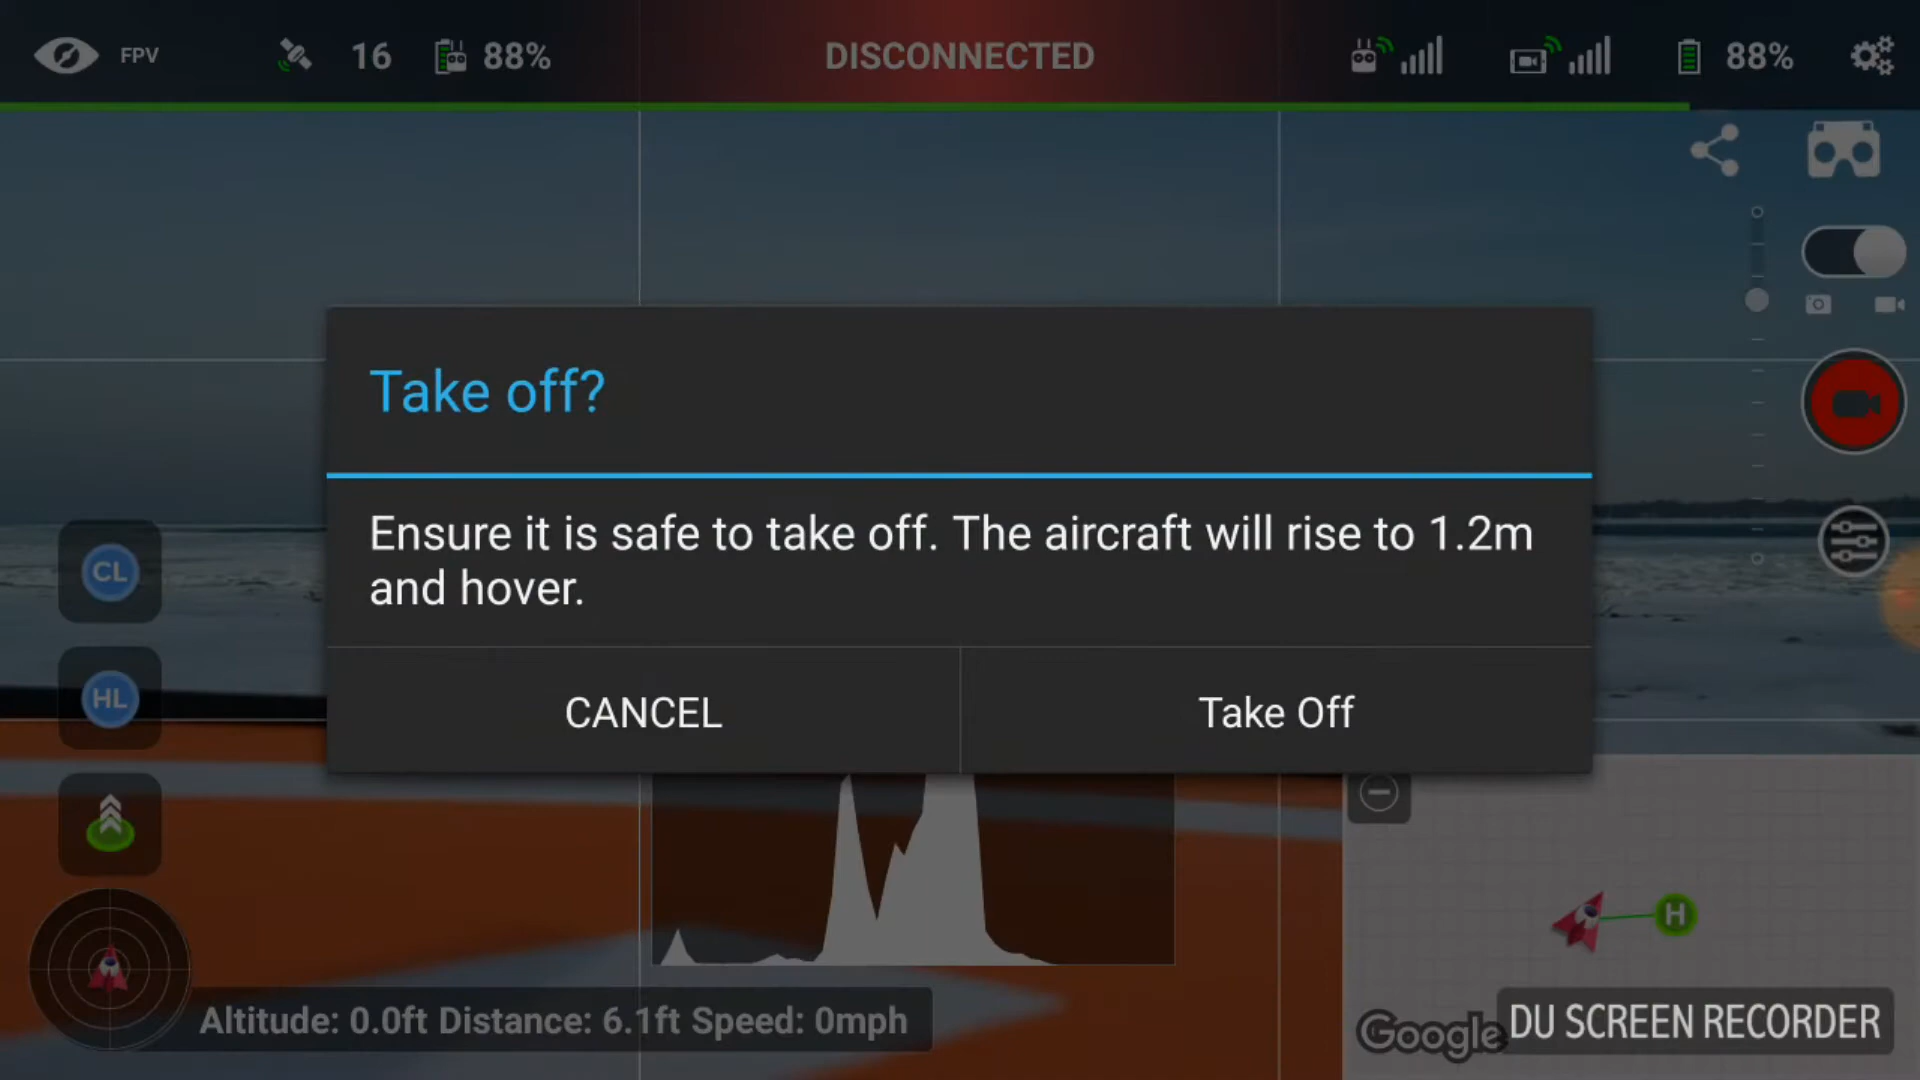 FPV
16
88%
DISCONNECTED
88%
Take off?
Ensure it is safe to take off. The aircraft will rise to 1.2m
and hover.
CANCEL
Take Off
CL
HL
H
Altitude: 0.0ft Distance: 6.1ft Speed: 0mph
Google
DU SCREEN RECORDER